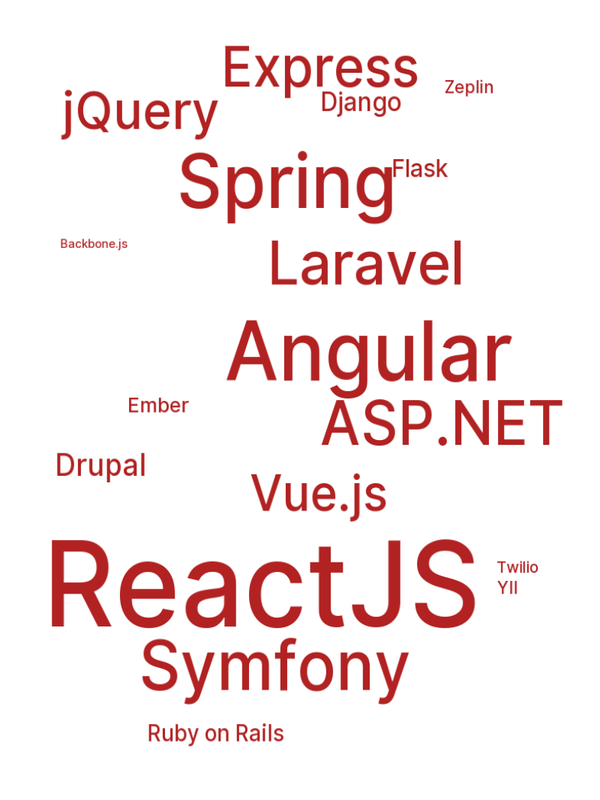 Express
Zeplin
Django
jQuery
Spring
Flask
Backbone.js
Laravel
Angular
Ember
ASP.NET
Drupal
Vue.js
ReactJS
Twilio
YII
Symfony
Ruby on Rails